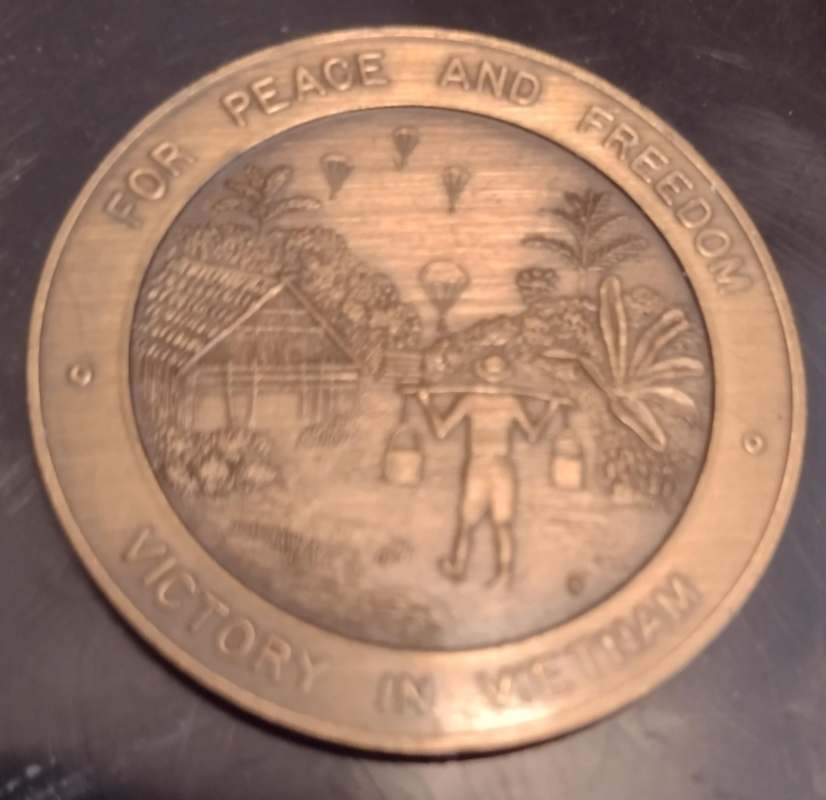 FOR PEACE AND FREEDOM
VICTORY IN VIETNAM